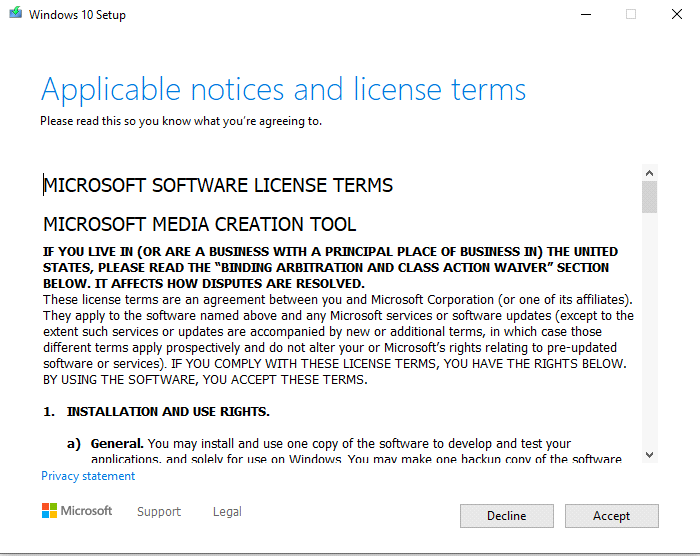 Windows 10 Setup
Applicable notices and license terms
Please read this so you know what you're agreeing to.
MICROSOFT SOFTWARE LICENSE TERMS
MICROSOFT MEDIA CREATION TOOL
IF YOU LIVE IN (OR ARE A BUSINESS WITH A PRINCIPAL PLACE OF BUSINESS IN) THE UNITED
STATES, PLEASE READ THE “BINDING ARBITRATION AND CLASS ACTION WAIVER” SECTION
BELOW. IT AFFECTS HOW DISPUTES ARE RESOLVED.
These license terms are an agreement between you and Microsoft Corporation (or one of its affiliates).
They apply to the software named above and any Microsoft services or software updates (except to the
extent such services or updates are accompanied by new or additional terms, in which case those
different terms apply prospectively and do not alter your or Microsoft’s rights relating to pre-updated
software or services). IF YOU COMPLY WITH THESE LICENSE TERMS, YOU HAVE THE RIGHTS BELOW.
BY USING THE SOFTWARE, YOU ACCEPT THESE TERMS.
1. INSTALLATION AND USE RIGHTS.
a) General. You may install and use one copy of the software to develop and test your
applications, and solely for use on Windows. You may make one backup copy of the software
Privacy statement
Microsoft Support Legal Decline Accept